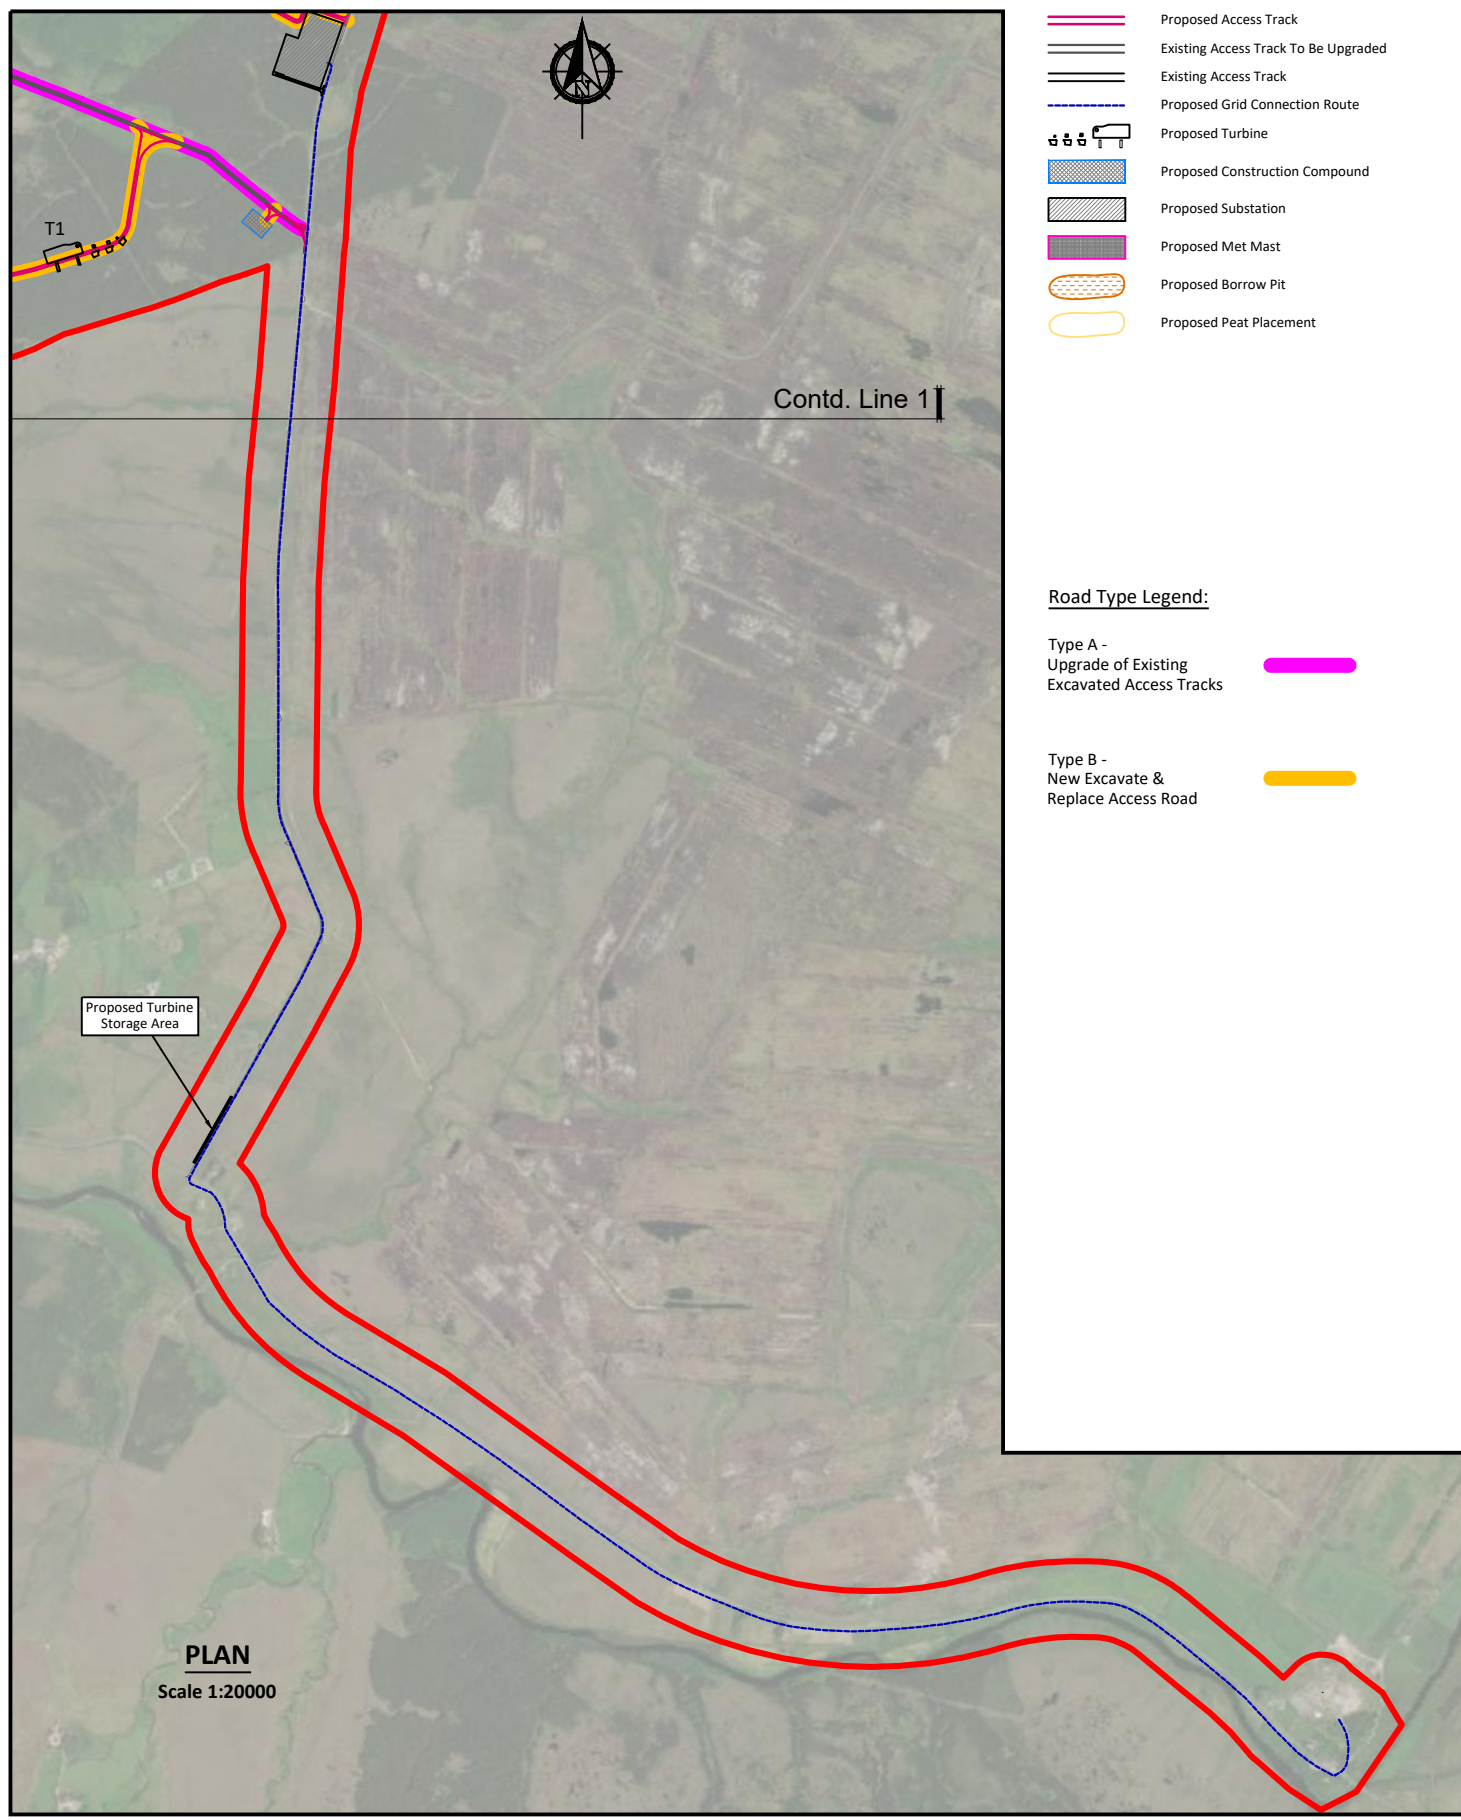 Proposed Access Track
Existing Access Track To Be Upgraded
Existing Access Track
Proposed Grid Connection Route
Proposed Turbine
Proposed Construction Compound
Proposed Substation
Proposed Met Mast
Proposed Borrow Pit
Proposed Peat Placement
N
T1
Contd. Line 1
Road Type Legend:
Type A -
Upgrade of Existing
Excavated Access Tracks
Type B -
New Excavate &
Replace Access Road
Proposed Turbine
Storage Area
PLAN
Scale 1:20000